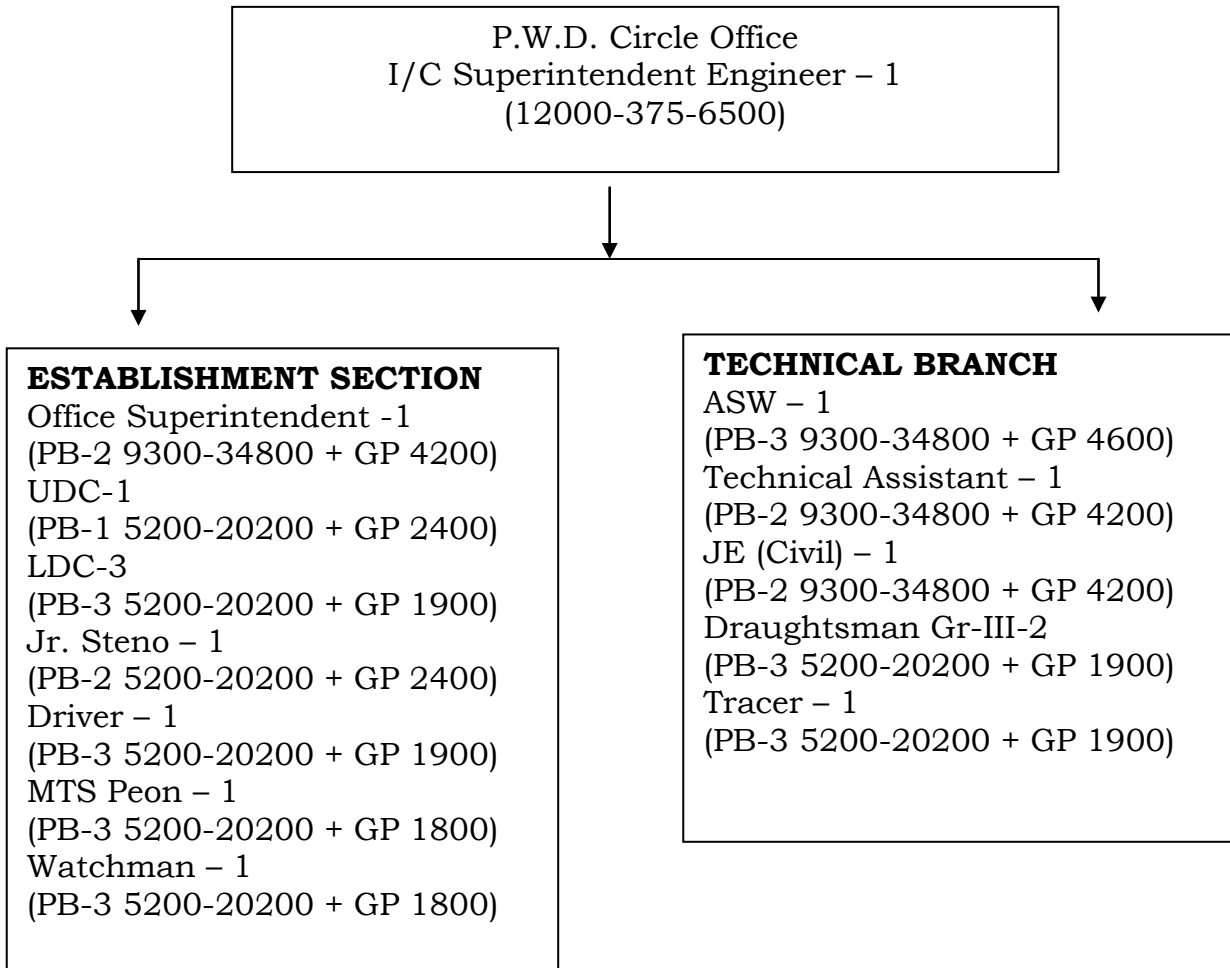 P.W.D. Circle Office
I/C Superintendent Engineer – 1
(12000-375-6500)
ESTABLISHMENT SECTION
Office Superintendent -1
(PB-2 9300-34800 + GP 4200)
UDC-1
(PB-1 5200-20200 + GP 2400)
LDC-3
(PB-3 5200-20200 + GP 1900)
Jr. Steno – 1
(PB-2 5200-20200 + GP 2400)
Driver – 1
(PB-3 5200-20200 + GP 1900)
MTS Peon – 1
(PB-3 5200-20200 + GP 1800)
Watchman – 1
(PB-3 5200-20200 + GP 1800)
TECHNICAL BRANCH
ASW – 1
(PB-3 9300-34800 + GP 4600)
Technical Assistant – 1
(PB-2 9300-34800 + GP 4200)
JE (Civil) – 1
(PB-2 9300-34800 + GP 4200)
Draughtsman Gr-III-2
(PB-3 5200-20200 + GP 1900)
Tracer – 1
(PB-3 5200-20200 + GP 1900)